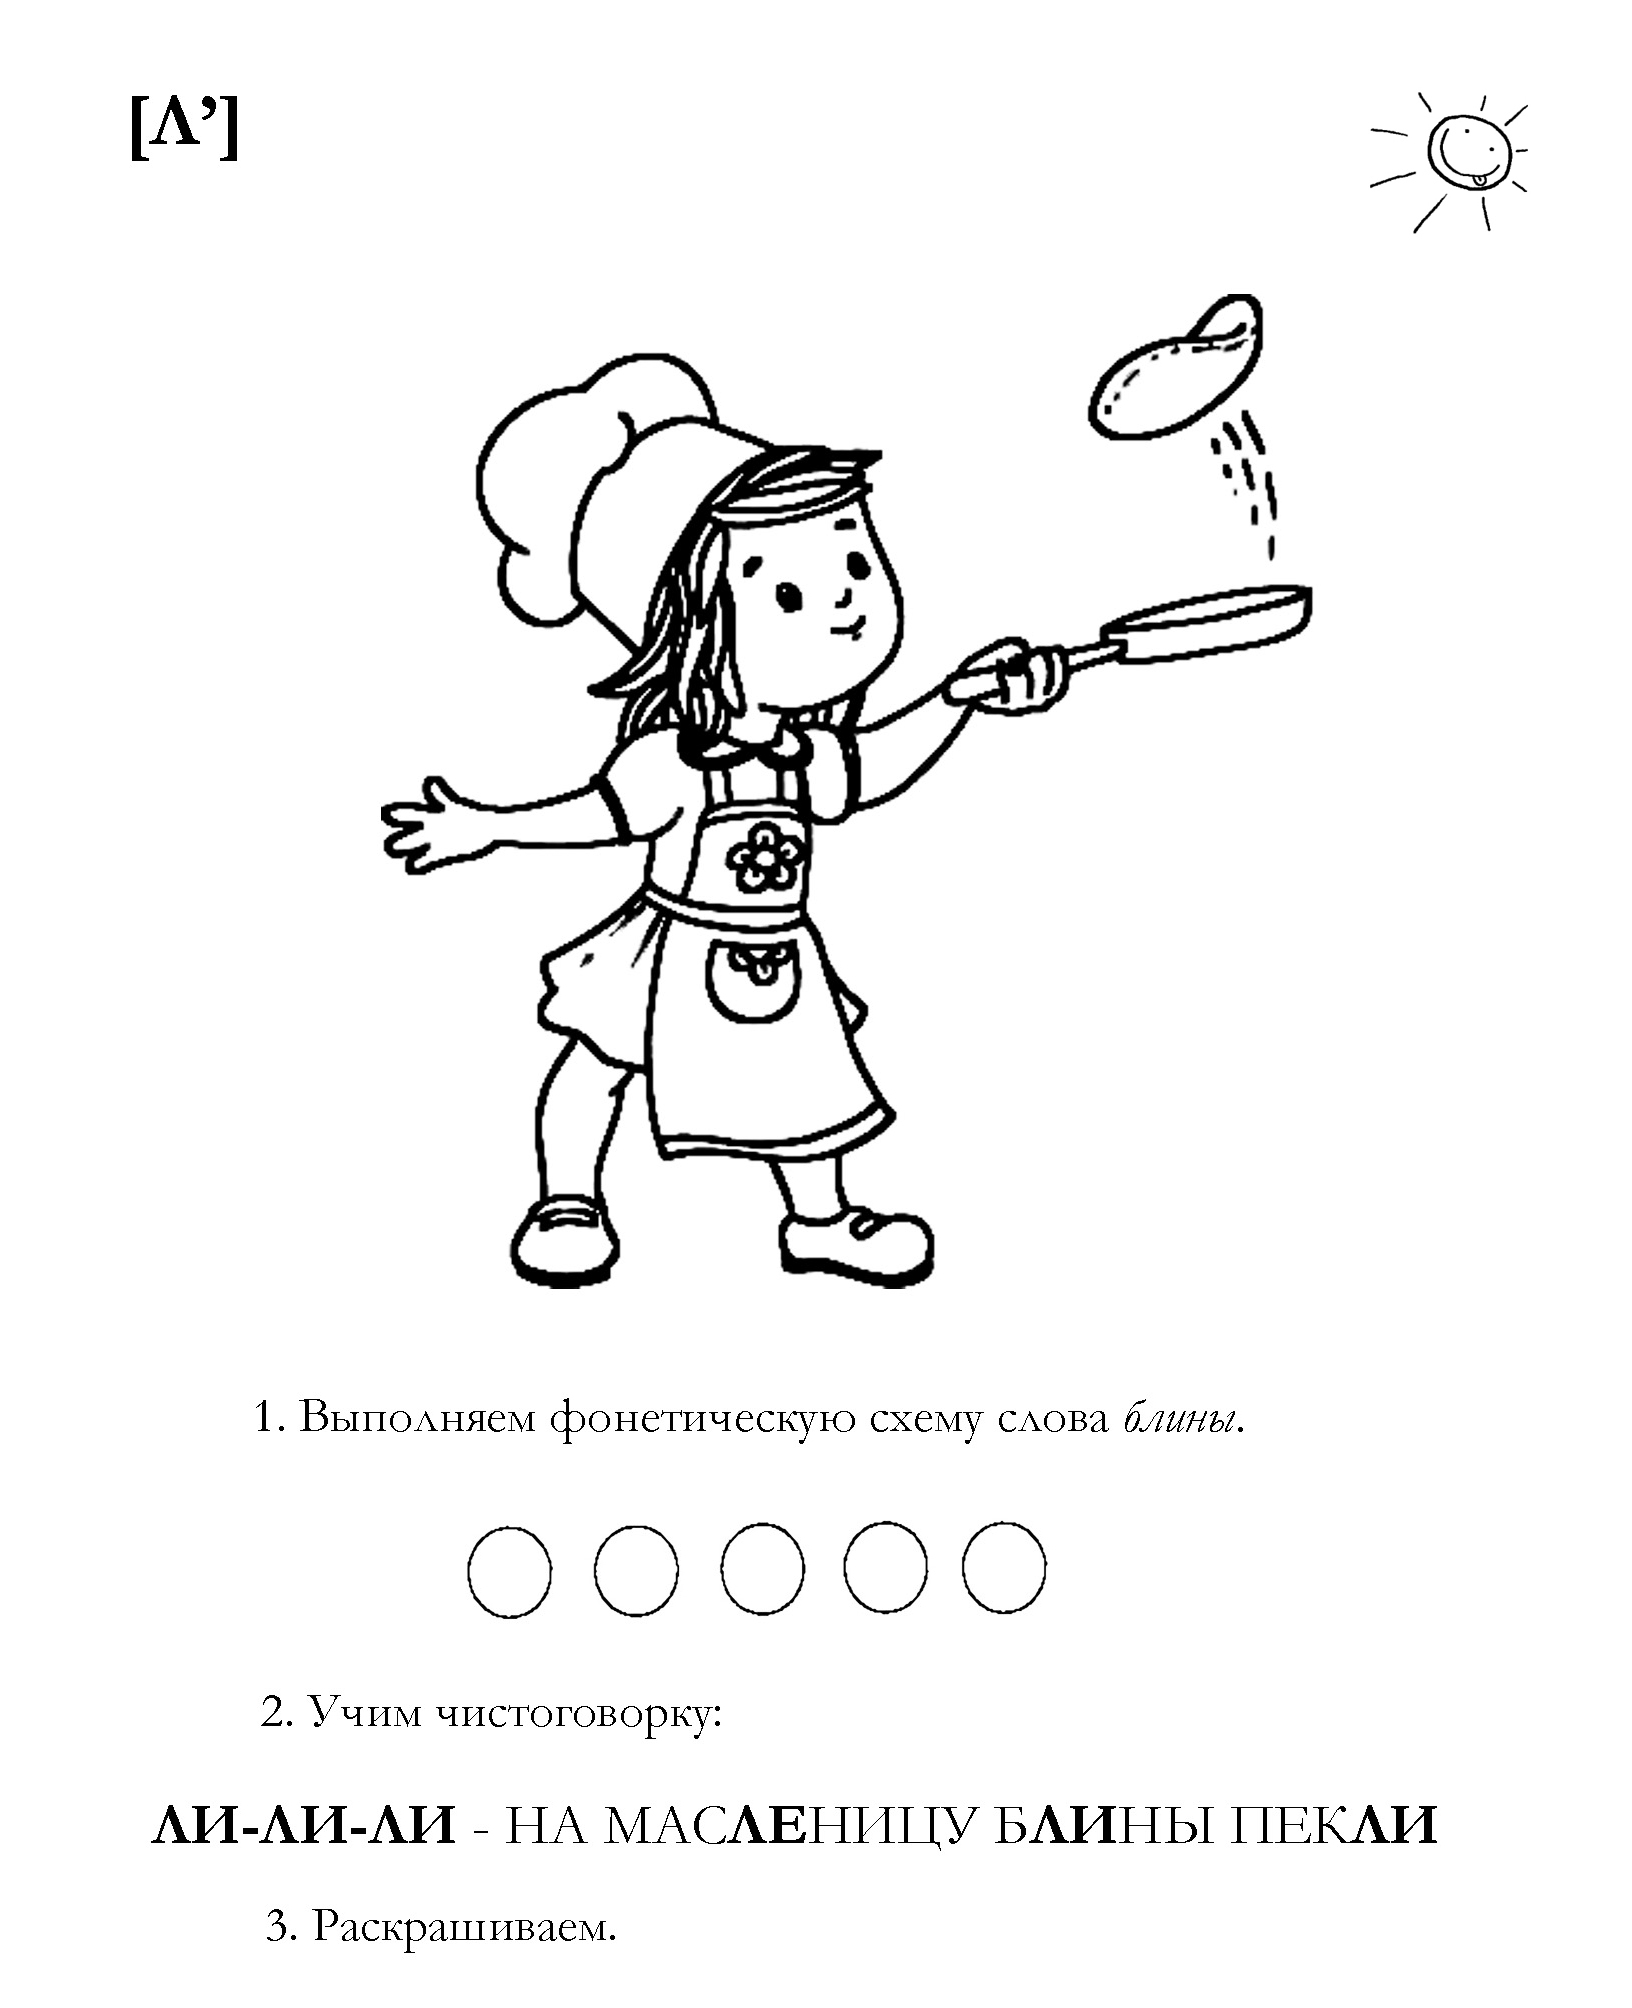 [Л’]
1. Выполняем фонетическую схему слова блины.
2. Учим чистоговорку:
ЛИ-ЛИ-ЛИ - НА МАСЛЕНИЦУ БЛИНЫ ПЕКЛИ
3. Раскрашиваем.